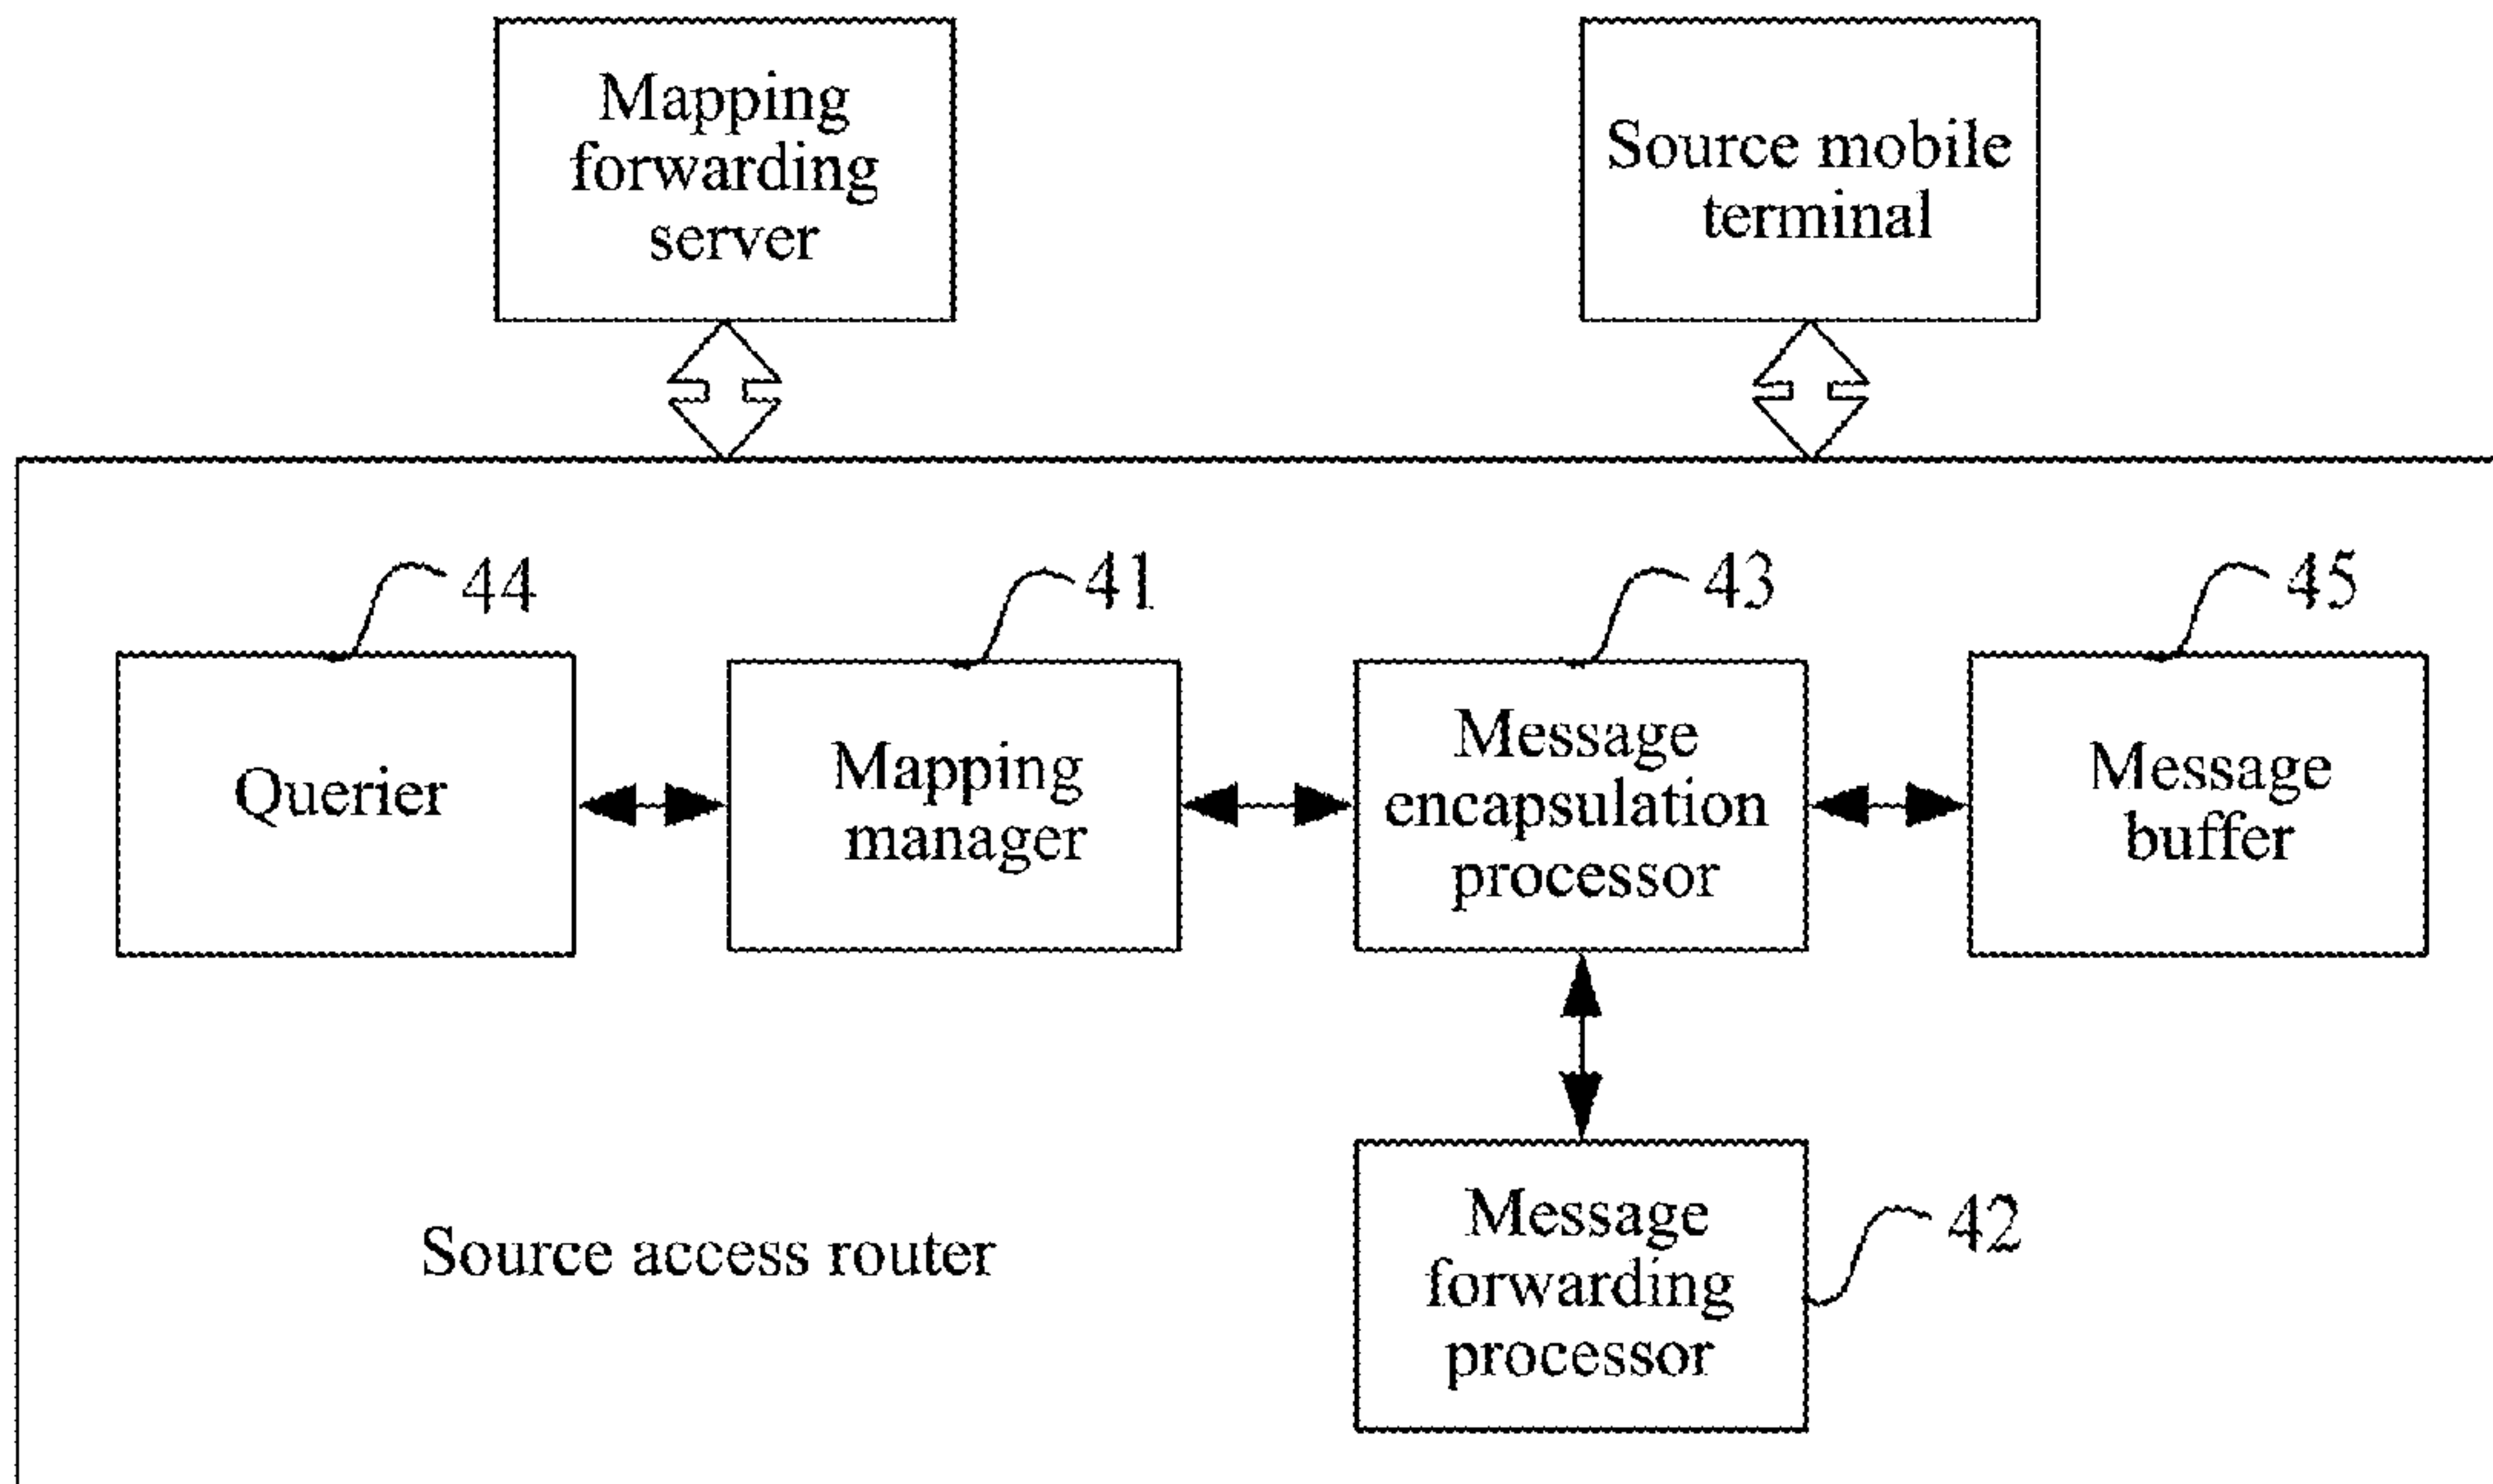 Mapping
forwarding
server
Source mobile
terminal
44
41
43
45
Querier
Mapping
manager
Message
encapsulation
processor
Message
buffer
Message
forwarding
processor
42
Source access router